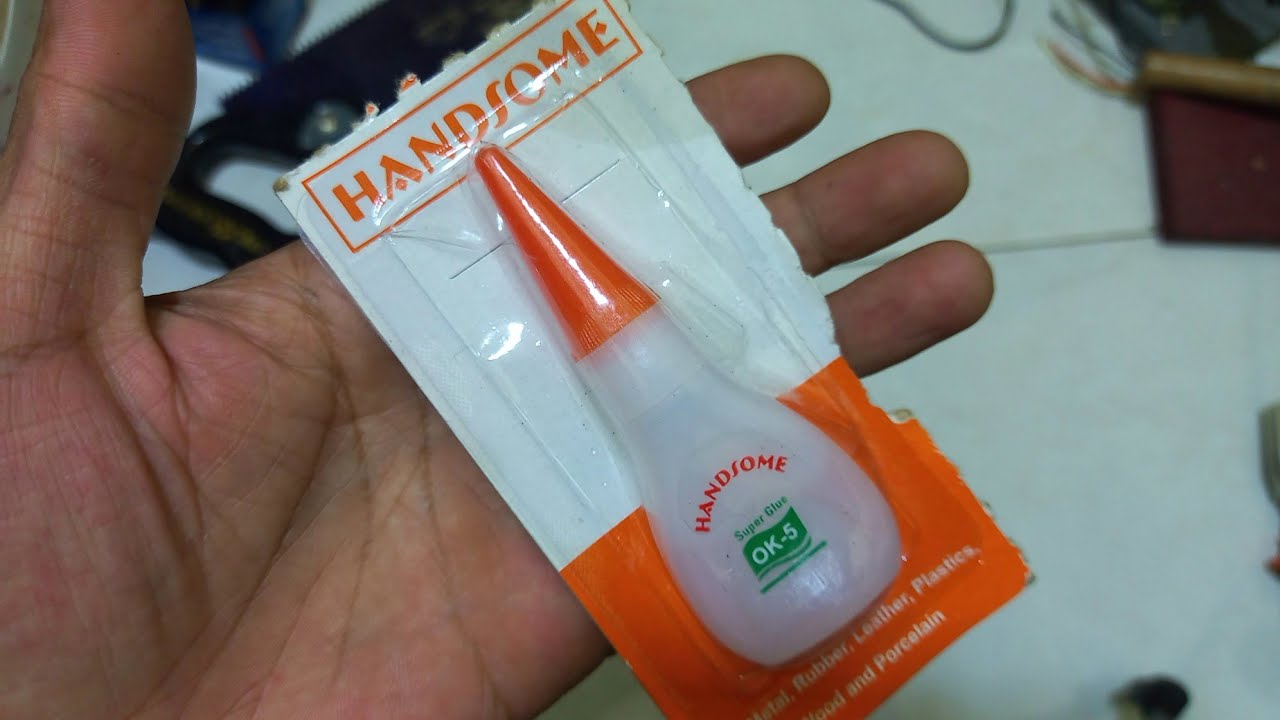 HANDSOME
HANDSOME
Super Glue
OK-5
Metal, Rubber, Leather, Plastics,
Wood and Porcelain